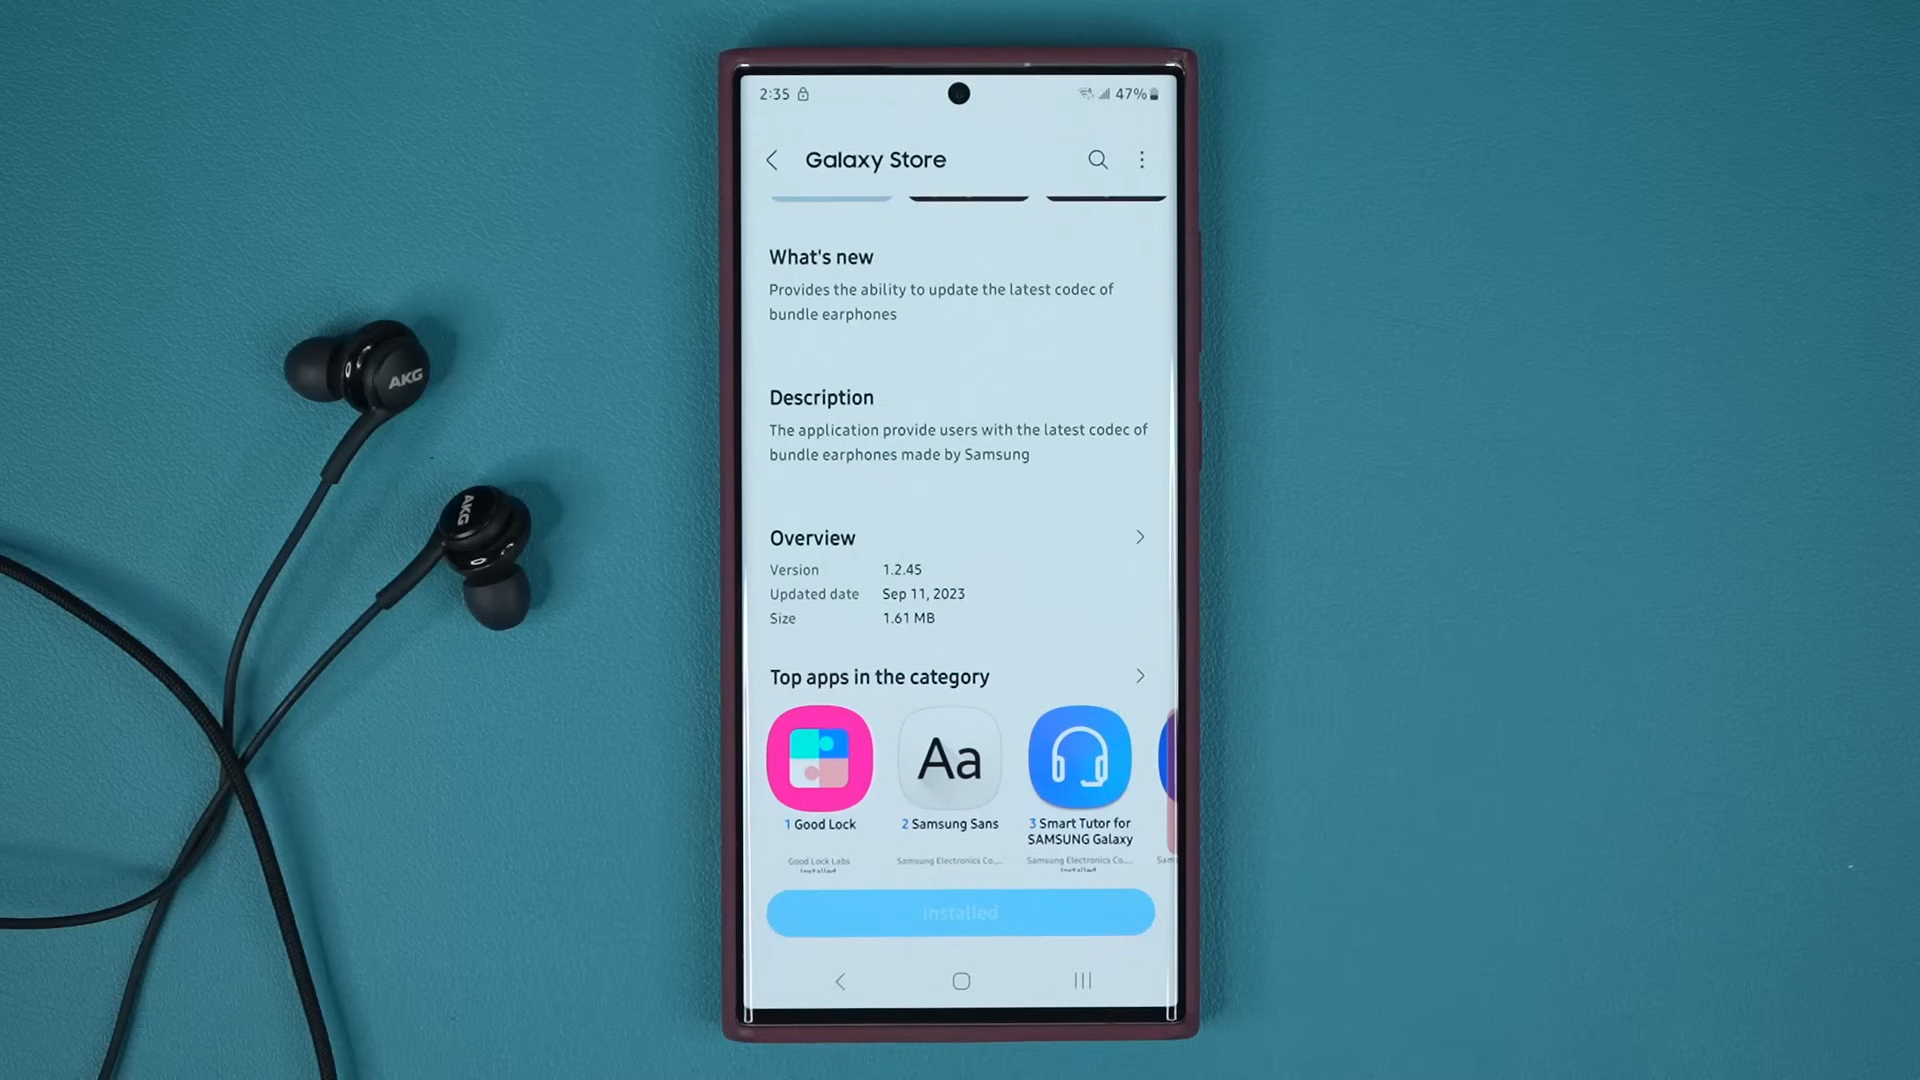 2:35 47%
Galaxy Store
What's new
Provides the ability to update the latest codec of
bundle earphones
Description
The application provide users with the latest codec of
bundle earphones made by Samsung
Overview
Version 1.2.45
Updated date Sep 11, 2023
Size 1.61 MB
Top apps in the category
Aa
1 Good Lock
2 Samsung Sans
3 Smart Tutor for
SAMSUNG Galaxy
Good Lock Labs
Samsung Electronics Co.,...
Samsung Electronics Co.,...
Sam
Installed
Installed
Installed
AKG
AKG